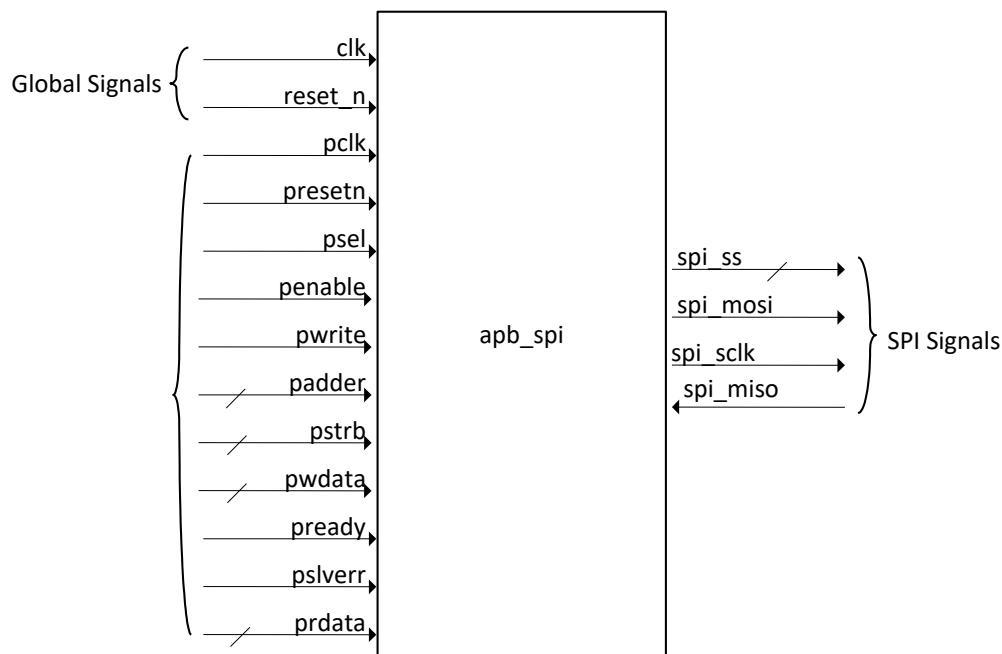 clk
Global Signals
reset_n
pclk
presetn
psel
penable
pwrite
padder
pstrb
pwdata
pready
pslverr
prdata
apb_spi
spi_ss
spi_mosi
spi_sclk
spi_miso
SPI Signals